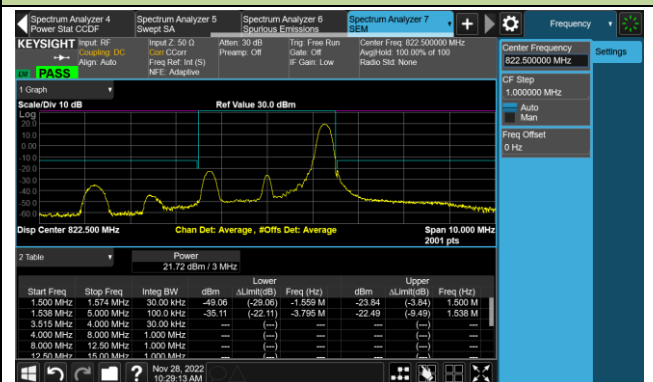 Spectrum Analyzer 4 Spectrum Analyzer 5 Spectrum Analyzer 6 Spectrum Analyzer 7 Frequency
Power Stat CCDF Swept SA Spurious Emissions SEM
KEYSIGHT Input: RF Input Z: 50 Ω Atten: 30 dB Trig: Free Run Center Freq: 822.500000 MHz
Coupling: DC Corr CCorr Preamp: Off Gate: Off Avg|Hold: 100.00% of 100
Align: Auto Freq Ref: Int (S) IF Gain: Low Radio Std: None
PASS NFE: Adaptive
Center Frequency
822.500000 MHz
Settings
CF Step
1.000000 MHz
Auto
Man
Freq Offset
0 Hz
1 Graph
Scale/Div 10 dB Ref Value 30.0 dBm
Log
20.0
10.0
0.00
-10.0
-20.0
-30.0
-40.0
-50.0
-60.0
Disp Center 822.500 MHz Chan Det: Average , #Offs Det: Average Span 10.000 MHz
2001 pts
2 Table Power
21.72 dBm / 3 MHz
Lower Upper
Start Freq Stop Freq Integ BW dBm ΔLimit(dB) Freq (Hz) dBm ΔLimit(dB) Freq (Hz)
1.500 MHz 1.574 MHz 30.00 kHz -49.06 (-29.06) -1.559 M -23.84 (-3.84) 1.500 M
1.538 MHz 5.000 MHz 100.0 kHz -35.11 (-22.11) -3.795 M -22.49 (-9.49) 1.538 M
3.515 MHz 4.000 MHz 30.00 kHz --- (---) --- --- (---) ---
4.000 MHz 8.000 MHz 1.000 MHz --- (---) --- --- (---) ---
8.000 MHz 12.50 MHz 1.000 MHz --- (---) --- --- (---) ---
12.50 MHz 15.00 MHz 1.000 MHz --- (---) --- --- (---) ---
? Nov 28, 2022
10:29:13 AM